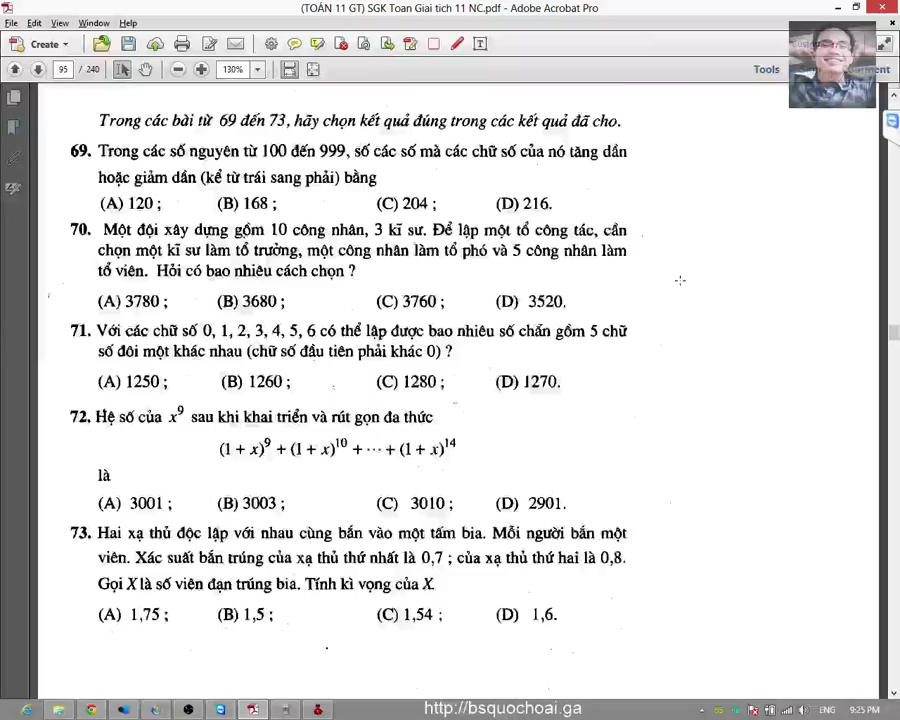 (TOÁN 11 GT) SGK Toan Giai tich 11 NC.pdf - Adobe Acrobat Pro
File Edit View Window Help
Create
95 / 240 130% Tools
Trong các bài từ 69 đến 73, hãy chọn kết quả đúng trong các kết quả đã cho.
69. Trong các số nguyên từ 100 đến 999, số các số mà các chữ số của nó tăng dần
hoặc giảm dần (kể từ trái sang phải) bằng
(A) 120 ; (B) 168 ; (C) 204 ; (D) 216.
70. Một đội xây dựng gồm 10 công nhân, 3 kĩ sư. Để lập một tổ công tác, cần
chọn một kĩ sư làm tổ trưởng, một công nhân làm tổ phó và 5 công nhân làm
tổ viên. Hỏi có bao nhiêu cách chọn ?
(A) 3780 ; (B) 3680 ; (C) 3760 ; (D) 3520.
71. Với các chữ số 0, 1, 2, 3, 4, 5, 6 có thể lập được bao nhiêu số chẵn gồm 5 chữ
số đôi một khác nhau (chữ số đầu tiên phải khác 0) ?
(A) 1250 ; (B) 1260 ; (C) 1280 ; (D) 1270.
72. Hệ số của x⁹ sau khi khai triển và rút gọn đa thức
(1 + x)⁹ + (1 + x)¹⁰ + ··· + (1 + x)¹⁴
là
(A) 3001 ; (B) 3003 ; (C) 3010 ; (D) 2901.
73. Hai xạ thủ độc lập với nhau cùng bắn vào một tấm bia. Mỗi người bắn một
viên. Xác suất bắn trúng của xạ thủ thứ nhất là 0,7 ; của xạ thủ thứ hai là 0,8.
Gọi X là số viên đạn trúng bia. Tính kì vọng của X.
(A) 1,75 ; (B) 1,5 ; (C) 1,54 ; (D) 1,6.
http://bsquochoai.ga
ENG 9:25 PM